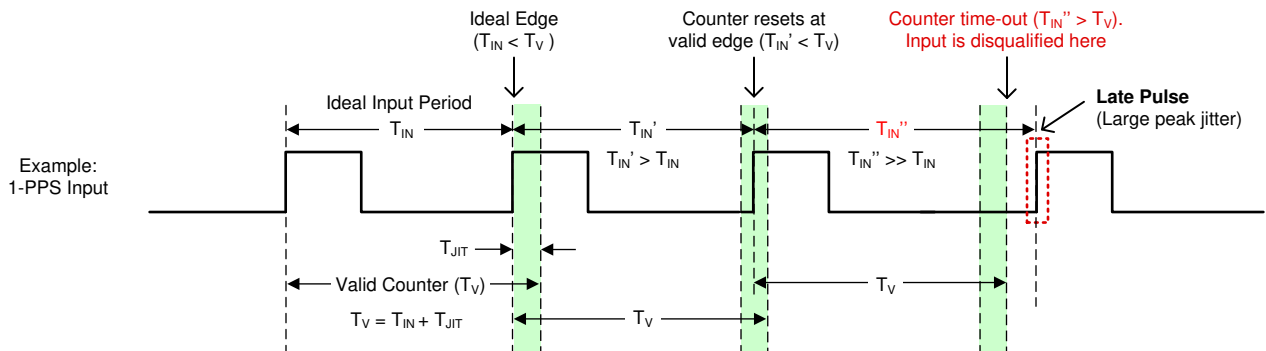 Ideal Edge
(TIN < TV )
Counter resets at
valid edge (TIN' < TV)
Counter time-out (TIN'' > TV).
Input is disqualified here
Ideal Input Period
TIN
TIN'
TIN''
Late Pulse
(Large peak jitter)
Example:
1-PPS Input
TIN' > TIN
TIN'' >> TIN
TJIT
Valid Counter (TV)
TV
TV = TIN + TJIT
TV